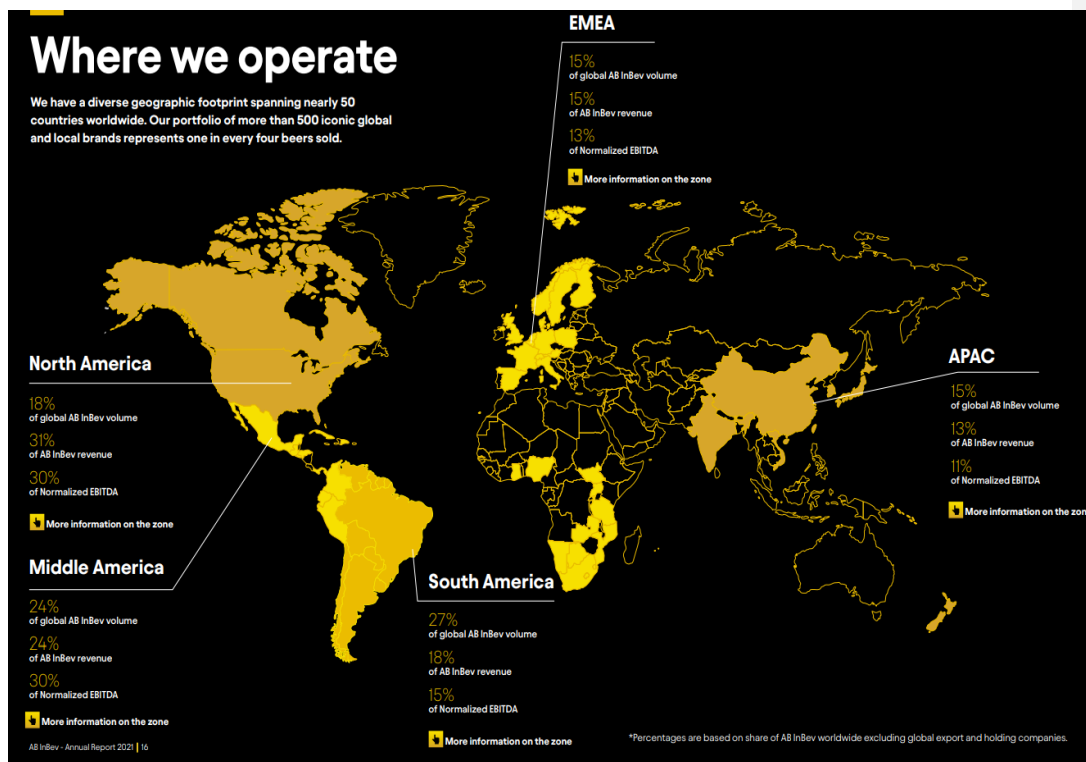 Where we operate
We have a diverse geographic footprint spanning nearly 50
countries worldwide. Our portfolio of more than 500 iconic global
and local brands represents one in every four beers sold.
EMEA
15%
of global AB InBev volume
15%
of AB InBev revenue
13%
of Normalized EBITDA
More information on the zone
North America
18%
of global AB InBev volume
31%
of AB InBev revenue
30%
of Normalized EBITDA
More information on the zone
APAC
15%
of global AB InBev volume
13%
of AB InBev revenue
11%
of Normalized EBITDA
More information on the zon
Middle America
24%
of global AB InBev volume
24%
of AB InBev revenue
30%
of Normalized EBITDA
More information on the zone
South America
27%
of global AB InBev volume
18%
of AB InBev revenue
15%
of Normalized EBITDA
More information on the zone
AB InBev - Annual Report 2021 | 16
*Percentages are based on share of AB InBev worldwide excluding global export and holding companies.